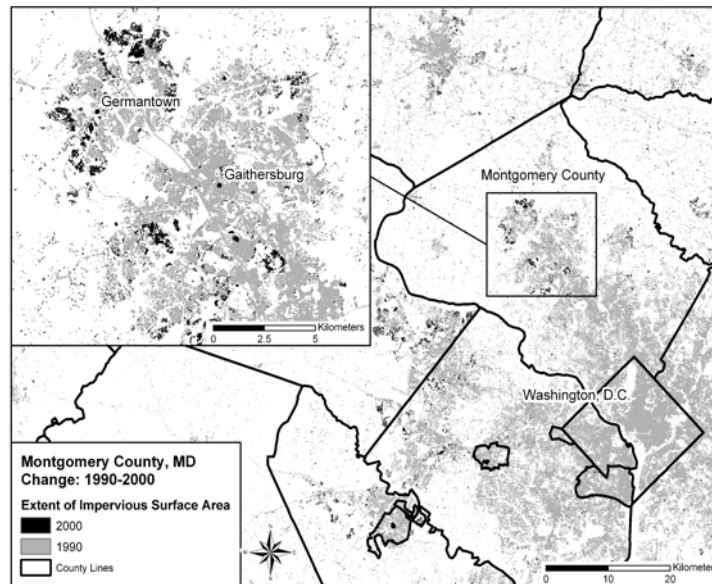 Germantown
Gaithersburg
Kilometers
0 2.5 5
Montgomery County
Washington, D.C.
Montgomery County, MD
Change: 1990-2000
Extent of Impervious Surface Area
2000
1990
County Lines
Kilometers
0 10 20